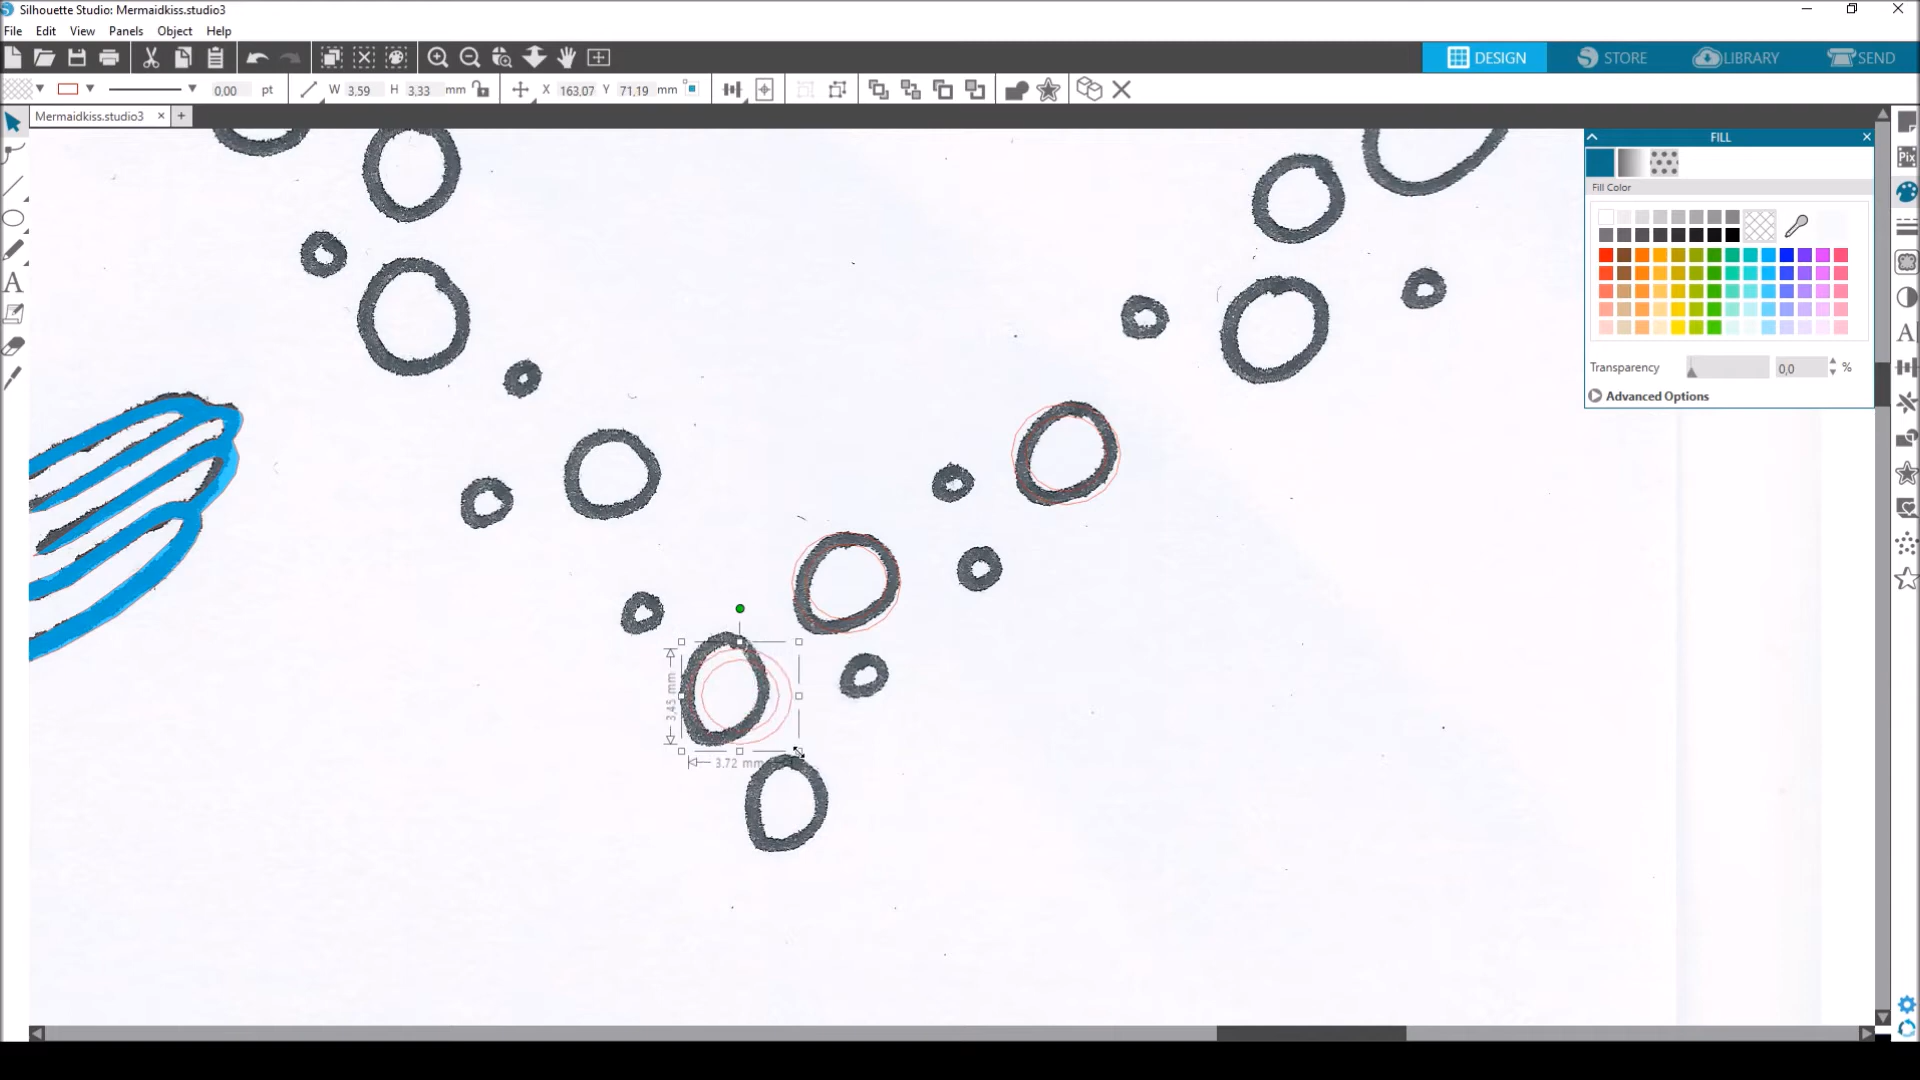 Silhouette Studio: Mermaidkiss.studio3
File Edit View Panels Object Help
DESIGN STORE LIBRARY SEND
0,00 pt W 3,59 H 3,33 mm X 163,07 Y 71,19 mm
Mermaidkiss.studio3
FILL
Pix
Fill Color
A
A
Transparency 0,0 %
Advanced Options
3,45 mm
3.72 mm